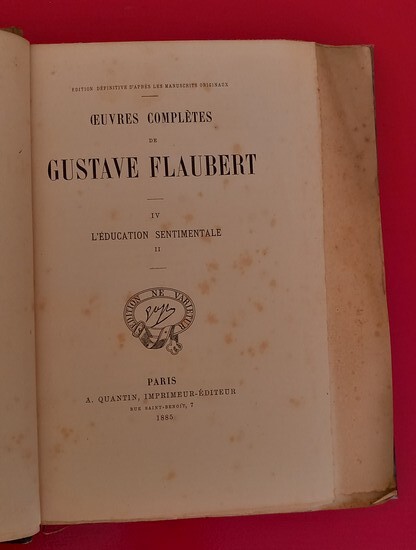 ÉDITION DÉFINITIVE D'APRÈS LES MANUSCRITS ORIGINAUX
ŒUVRES COMPLÈTES
DE
GUSTAVE FLAUBERT
IV
L'ÉDUCATION SENTIMENTALE
II
ÉDITION NE VARIETUR
PARIS
A. QUANTIN, IMPRIMEUR-ÉDITEUR
RUE SAINT-BENOIT, 7
1885